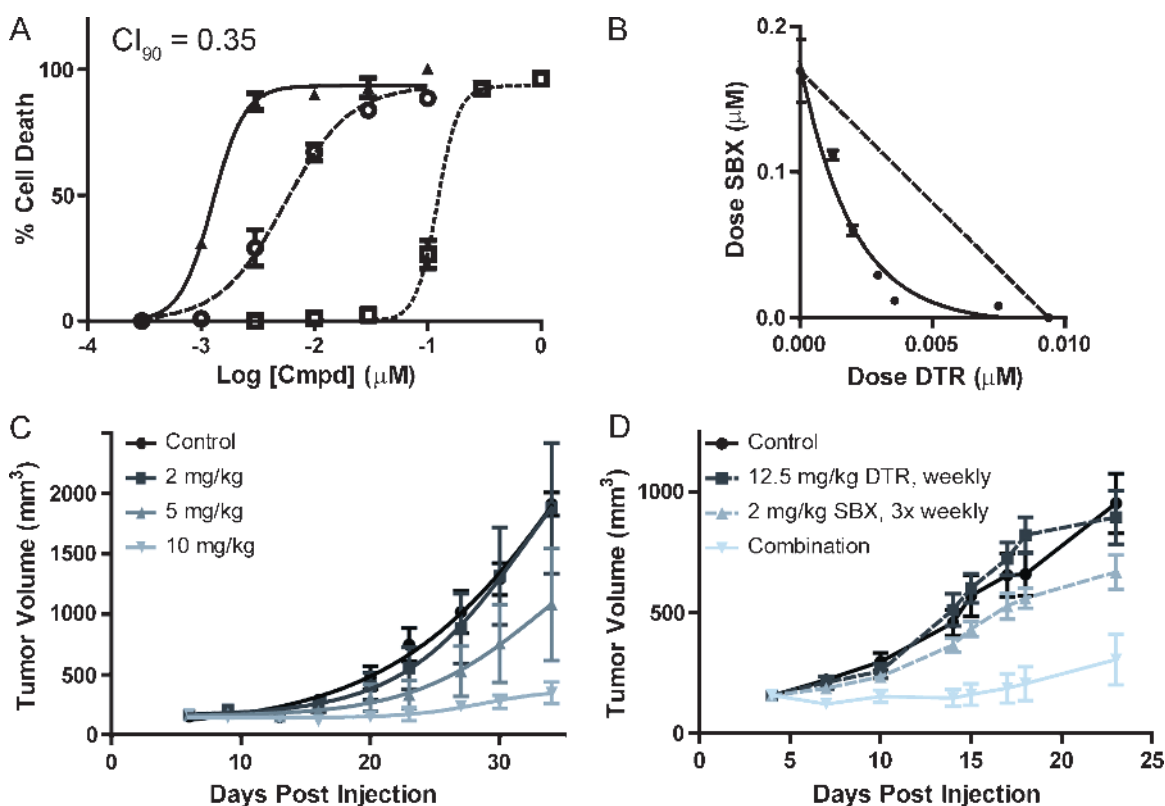 A
CI90 = 0.35
% Cell Death
100
50
0
-4
-3
-2
-1
0
Log [Cmpd] (μM)
B
Dose SBX (μM)
0.2
0.1
0.0
0.000
0.005
0.010
Dose DTR (μM)
C
Control
2 mg/kg
5 mg/kg
10 mg/kg
Tumor Volume (mm³)
2000
1500
1000
500
0
0
10
20
30
Days Post Injection
D
Control
12.5 mg/kg DTR, weekly
2 mg/kg SBX, 3x weekly
Combination
Tumor Volume (mm³)
1000
500
0
0
5
10
15
20
25
Days Post Injection